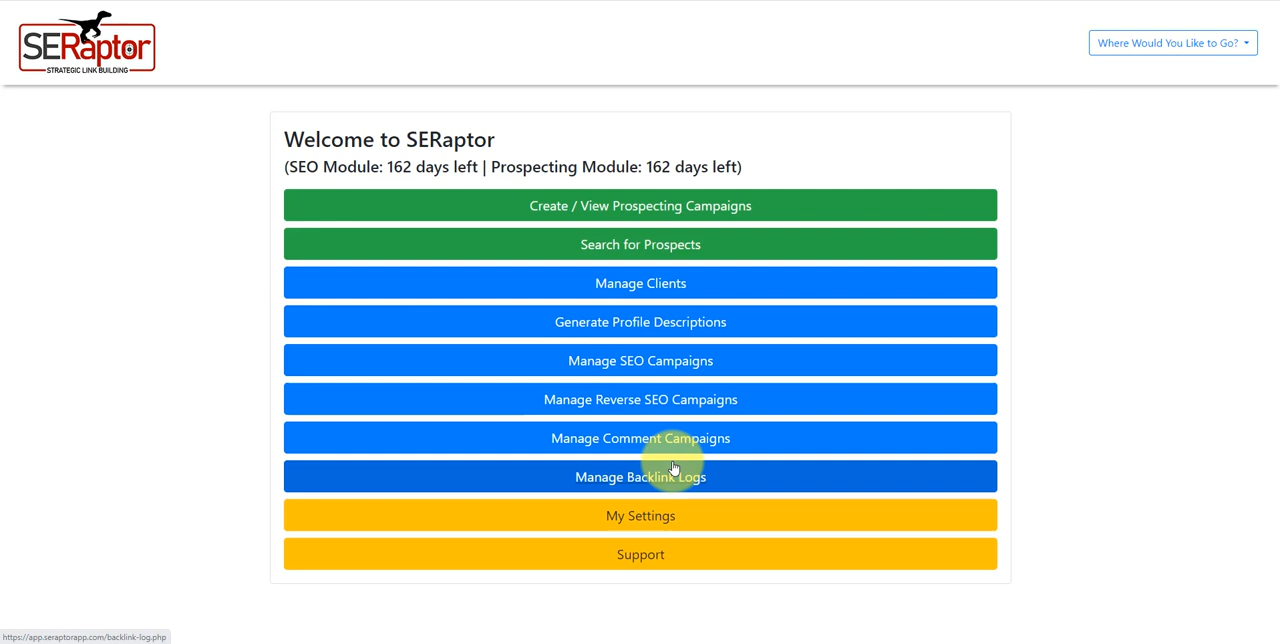 SERaptor
STRATEGIC LINK BUILDING
Where Would You Like to Go?
Welcome to SERaptor
(SEO Module: 162 days left | Prospecting Module: 162 days left)
Create / View Prospecting Campaigns
Search for Prospects
Manage Clients
Generate Profile Descriptions
Manage SEO Campaigns
Manage Reverse SEO Campaigns
Manage Comment Campaigns
Manage Backlink Logs
My Settings
Support
https://app.seraptorapp.com/backlink-log.php